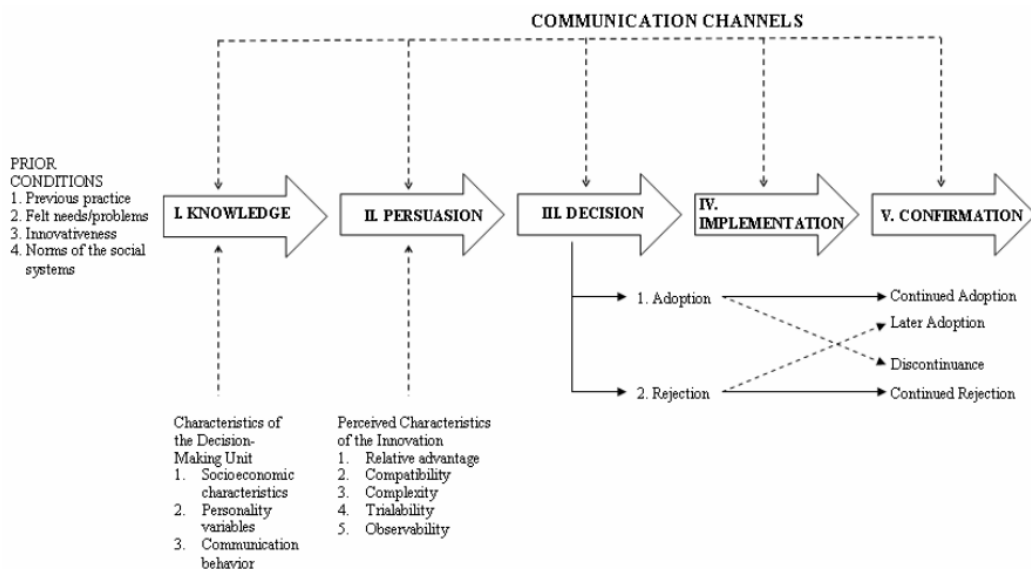 COMMUNICATION CHANNELS
PRIOR
CONDITIONS
1. Previous practice
2. Felt needs/problems
3. Innovativeness
4. Norms of the social
systems
I. KNOWLEDGE
II. PERSUASION
III. DECISION
IV.
IMPLEMENTATION
V. CONFIRMATION
1. Adoption
2. Rejection
Continued Adoption
Later Adoption
Discontinuance
Continued Rejection
Characteristics of
the Decision-
Making Unit
1. Socioeconomic
characteristics
2. Personality
variables
3. Communication
behavior
Perceived Characteristics
of the Innovation
1. Relative advantage
2. Compatibility
3. Complexity
4. Trialability
5. Observability